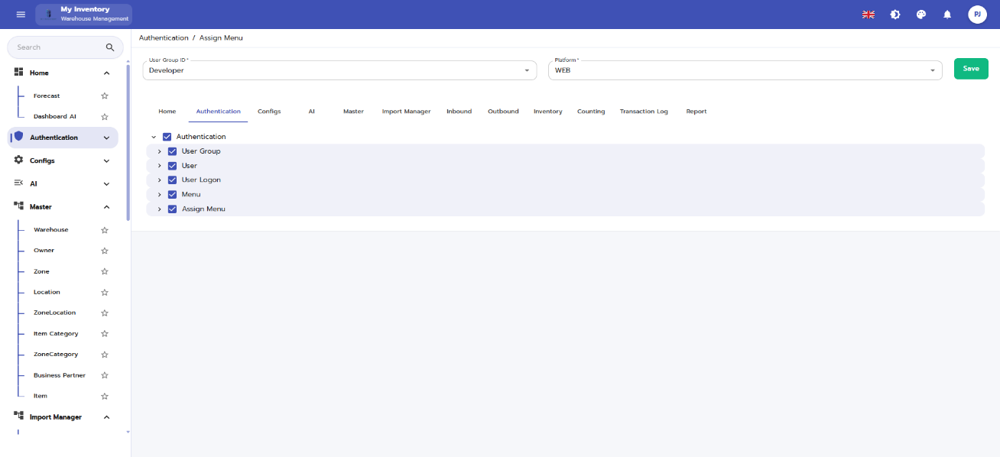 My Inventory
Warehouse Management
PJ
Search
Home
Forecast
Dashboard AI
Authentication
Configs
AI
Master
Warehouse
Owner
Zone
Location
ZoneLocation
Item Category
ZoneCategory
Business Partner
Item
Import Manager
Authentication / Assign Menu
User Group ID *
Developer
Platform *
WEB
Save
Home Authentication Configs AI Master Import Manager Inbound Outbound Inventory Counting Transaction Log Report
Authentication
User Group
User
User Logon
Menu
Assign Menu